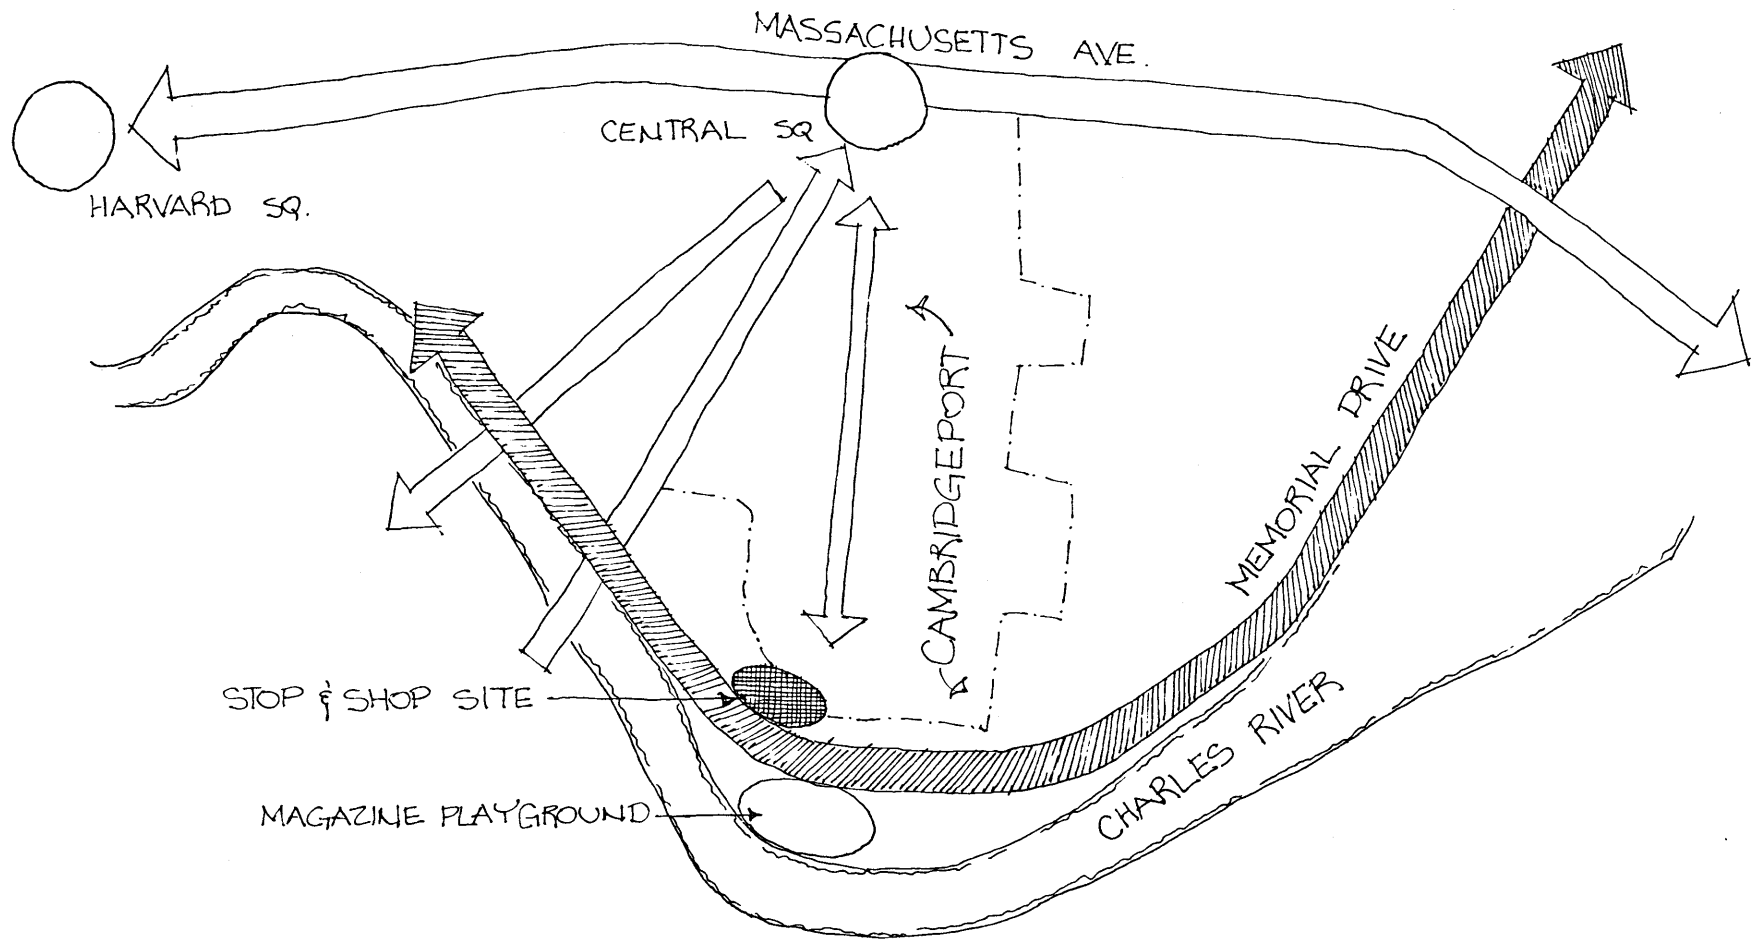 MASSACHUSETTS AVE.
CENTRAL SQ
HARVARD SQ.
CAMBRIDGEPORT
MEMORIAL DRIVE
STOP & SHOP SITE
CHARLES RIVER
MAGAZINE PLAYGROUND